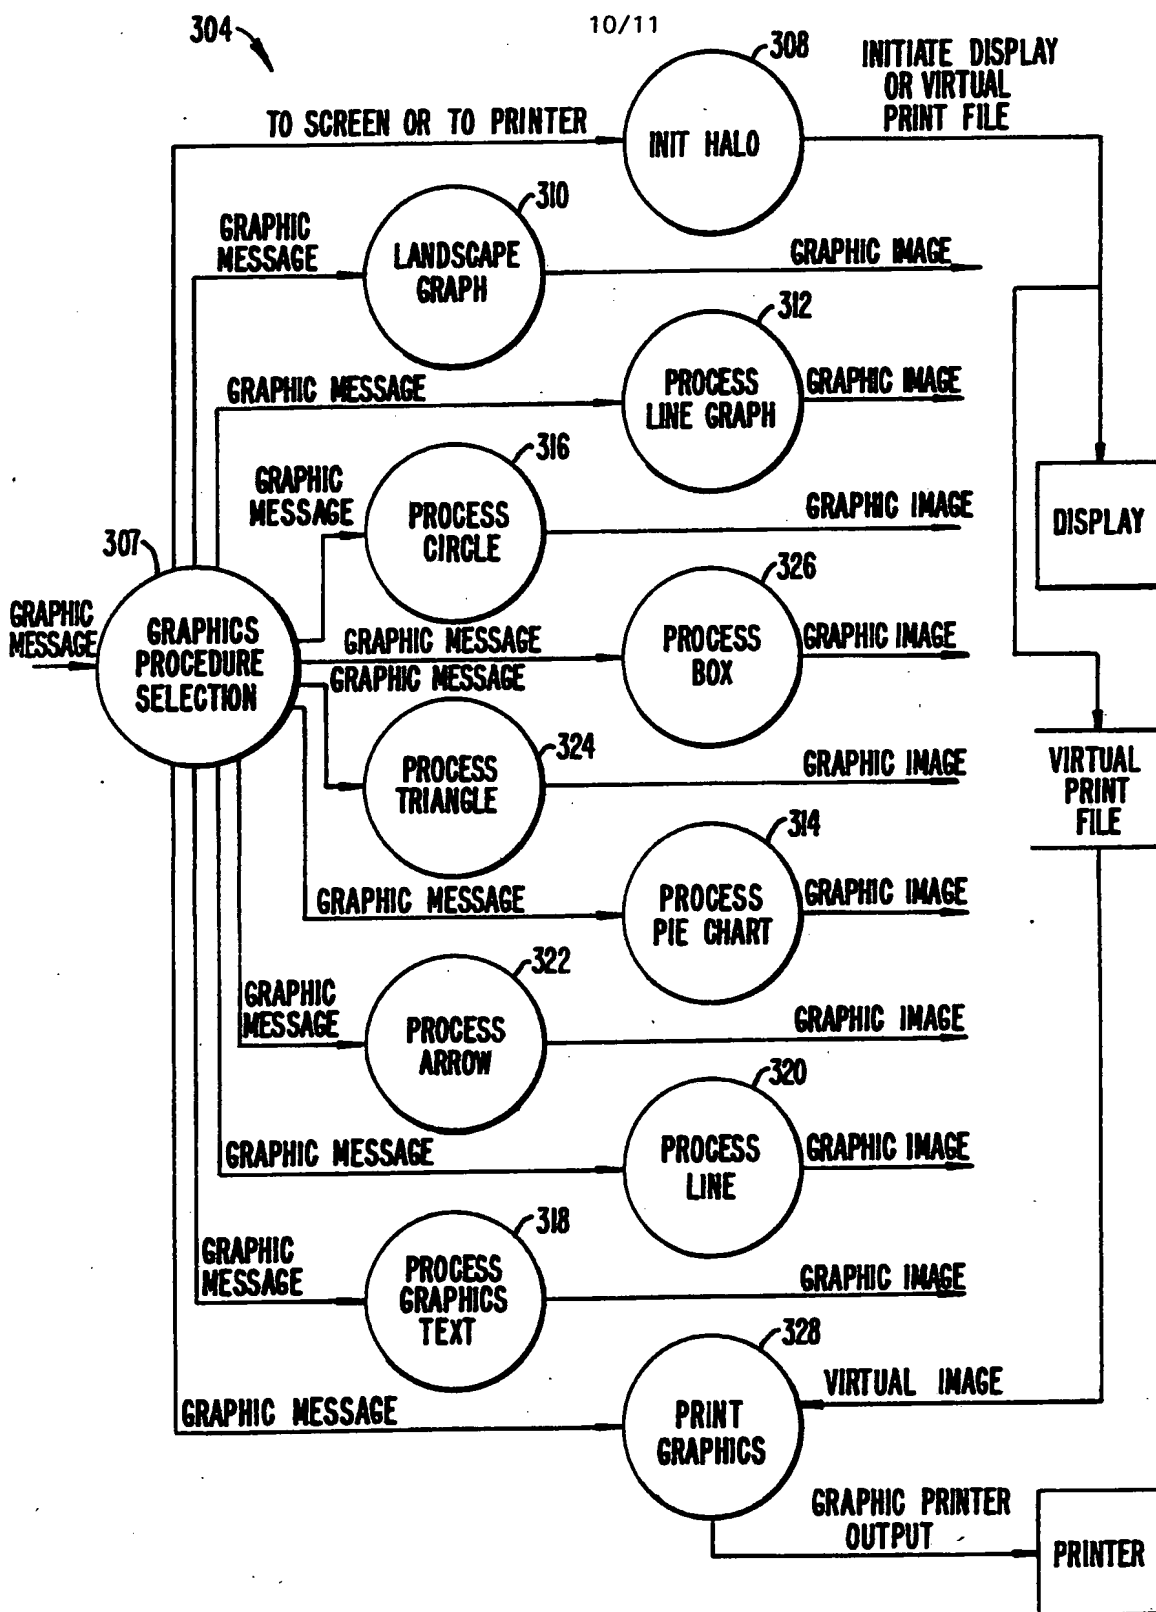 10/11
304
308
INITIATE DISPLAY
OR VIRTUAL
PRINT FILE
TO SCREEN OR TO PRINTER
INIT HALO
310
GRAPHIC
MESSAGE
LANDSCAPE
GRAPH
GRAPHIC IMAGE
312
GRAPHIC MESSAGE
PROCESS
LINE GRAPH
GRAPHIC IMAGE
316
GRAPHIC
MESSAGE
PROCESS
CIRCLE
GRAPHIC IMAGE
DISPLAY
307
GRAPHIC
MESSAGE
GRAPHICS
PROCEDURE
SELECTION
326
GRAPHIC MESSAGE
PROCESS
BOX
GRAPHIC IMAGE
GRAPHIC MESSAGE
324
PROCESS
TRIANGLE
GRAPHIC IMAGE
VIRTUAL
PRINT
FILE
314
GRAPHIC MESSAGE
PROCESS
PIE CHART
GRAPHIC IMAGE
322
GRAPHIC
MESSAGE
PROCESS
ARROW
GRAPHIC IMAGE
320
GRAPHIC MESSAGE
PROCESS
LINE
GRAPHIC IMAGE
318
GRAPHIC
MESSAGE
PROCESS
GRAPHICS
TEXT
GRAPHIC IMAGE
328
GRAPHIC MESSAGE
PRINT
GRAPHICS
VIRTUAL IMAGE
GRAPHIC PRINTER
OUTPUT
PRINTER